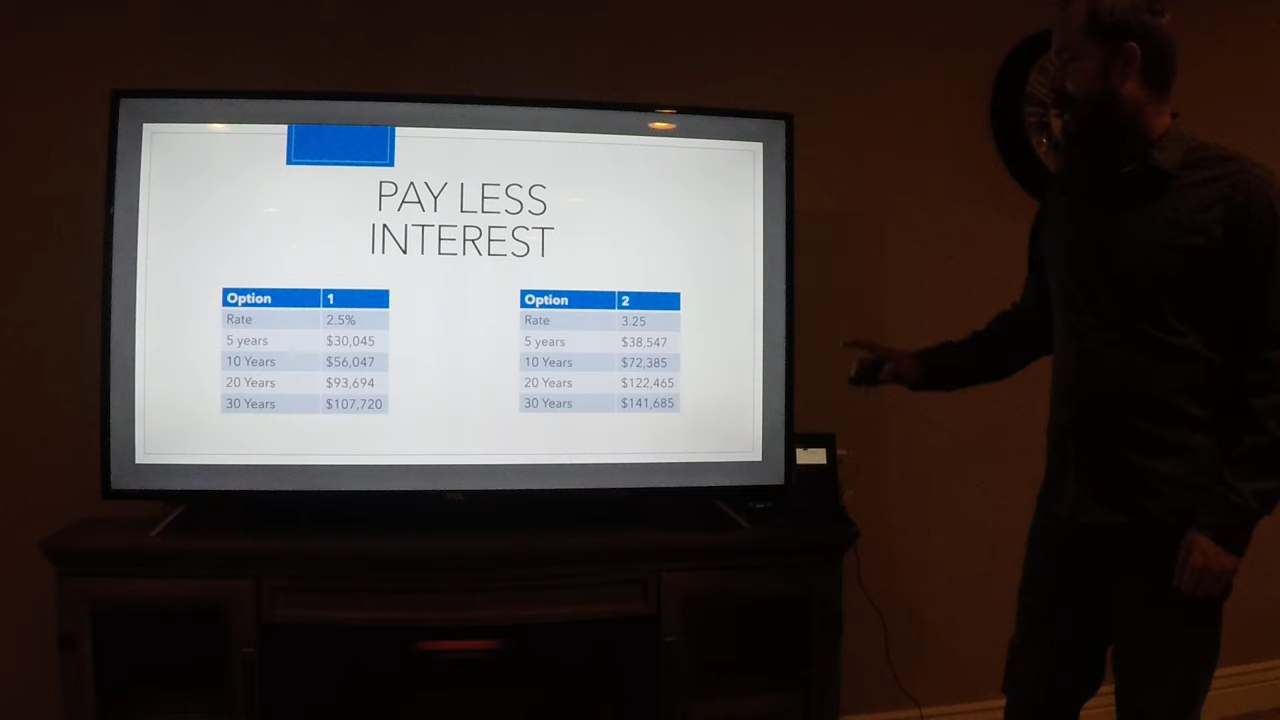 PAY LESS
INTEREST
Option 1
Rate 2.5%
5 years $30,045
10 Years $56,047
20 Years $93,694
30 Years $107,720
Option 2
Rate 3.25
5 years $38,547
10 Years $72,385
20 Years $122,465
30 Years $141,685
TCL